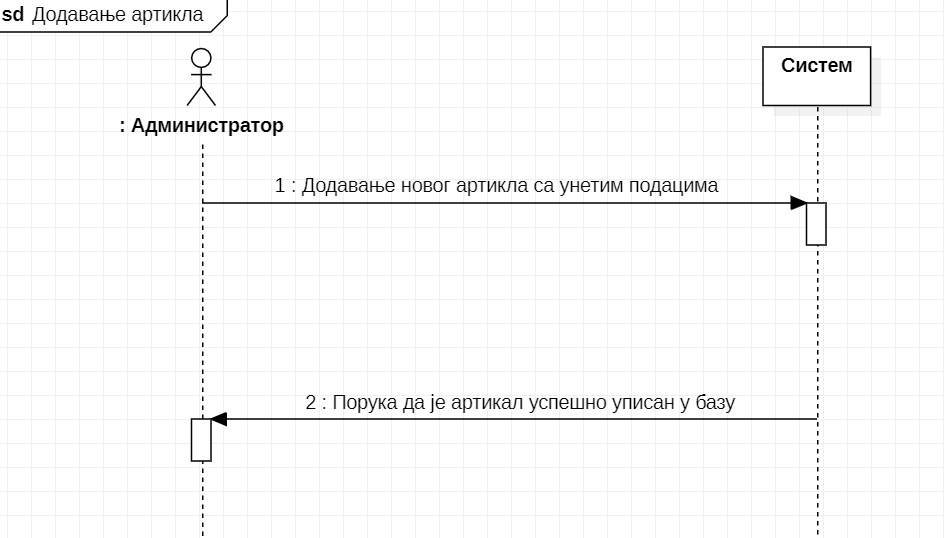 sd Додавање артикла
Систем
: Администратор
1 : Додавање новог артикла са унетим подацима
2 : Порука да је артикал успешно уписан у базу